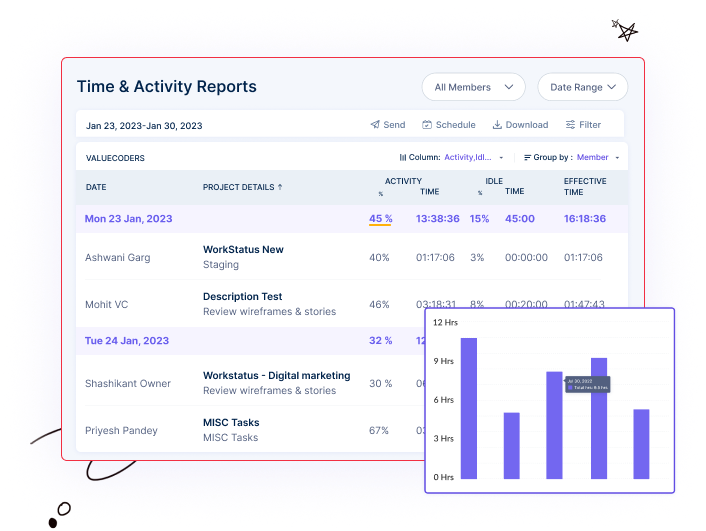 Time & Activity Reports
All Members
Date Range
Jan 23, 2023-Jan 30, 2023
Send
Schedule
Download
Filter
VALUECODERS
Column: Activity,Idl...
Group by : Member
DATE PROJECT DETAILS ↑ ACTIVITY IDLE EFFECTIVE TIME
% TIME % TIME
Mon 23 Jan, 2023 45 % 13:38:36 15% 45:00 16:18:36
Ashwani Garg WorkStatus New 40% 01:17:06 3% 00:00:00 01:17:06
Staging
Mohit VC Description Test 46% 03:18:31 8% 00:20:00 01:47:43
Review wireframes & stories
Tue 24 Jan, 2023 32 % 12
Shashikant Owner Workstatus - Digital marketing 30 %
Review wireframes & stories
Priyesh Pandey MISC Tasks 67%
MISC Tasks
12 Hrs
9 Hrs
6 Hrs
3 Hrs
0 Hrs
Jul 30, 2022
Total hrs: 8.5 hrs